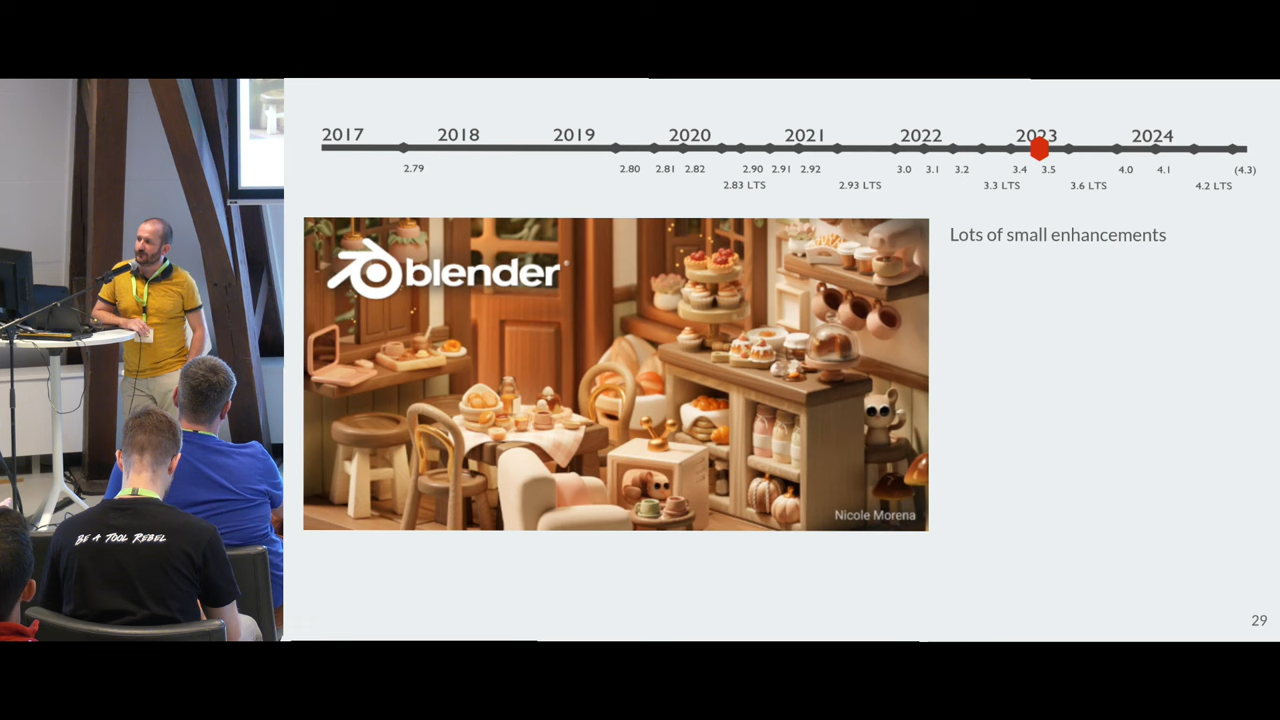 2017 2018 2019 2020 2021 2022 2023 2024
2.79 2.80 2.81 2.82 2.90 2.91 2.92 3.0 3.1 3.2 3.4 3.5 4.0 4.1 (4.3)
2.83 LTS 2.93 LTS 3.3 LTS 3.6 LTS 4.2 LTS
blender
Lots of small enhancements
Nicole Morena
BE A TOOL REBEL
29